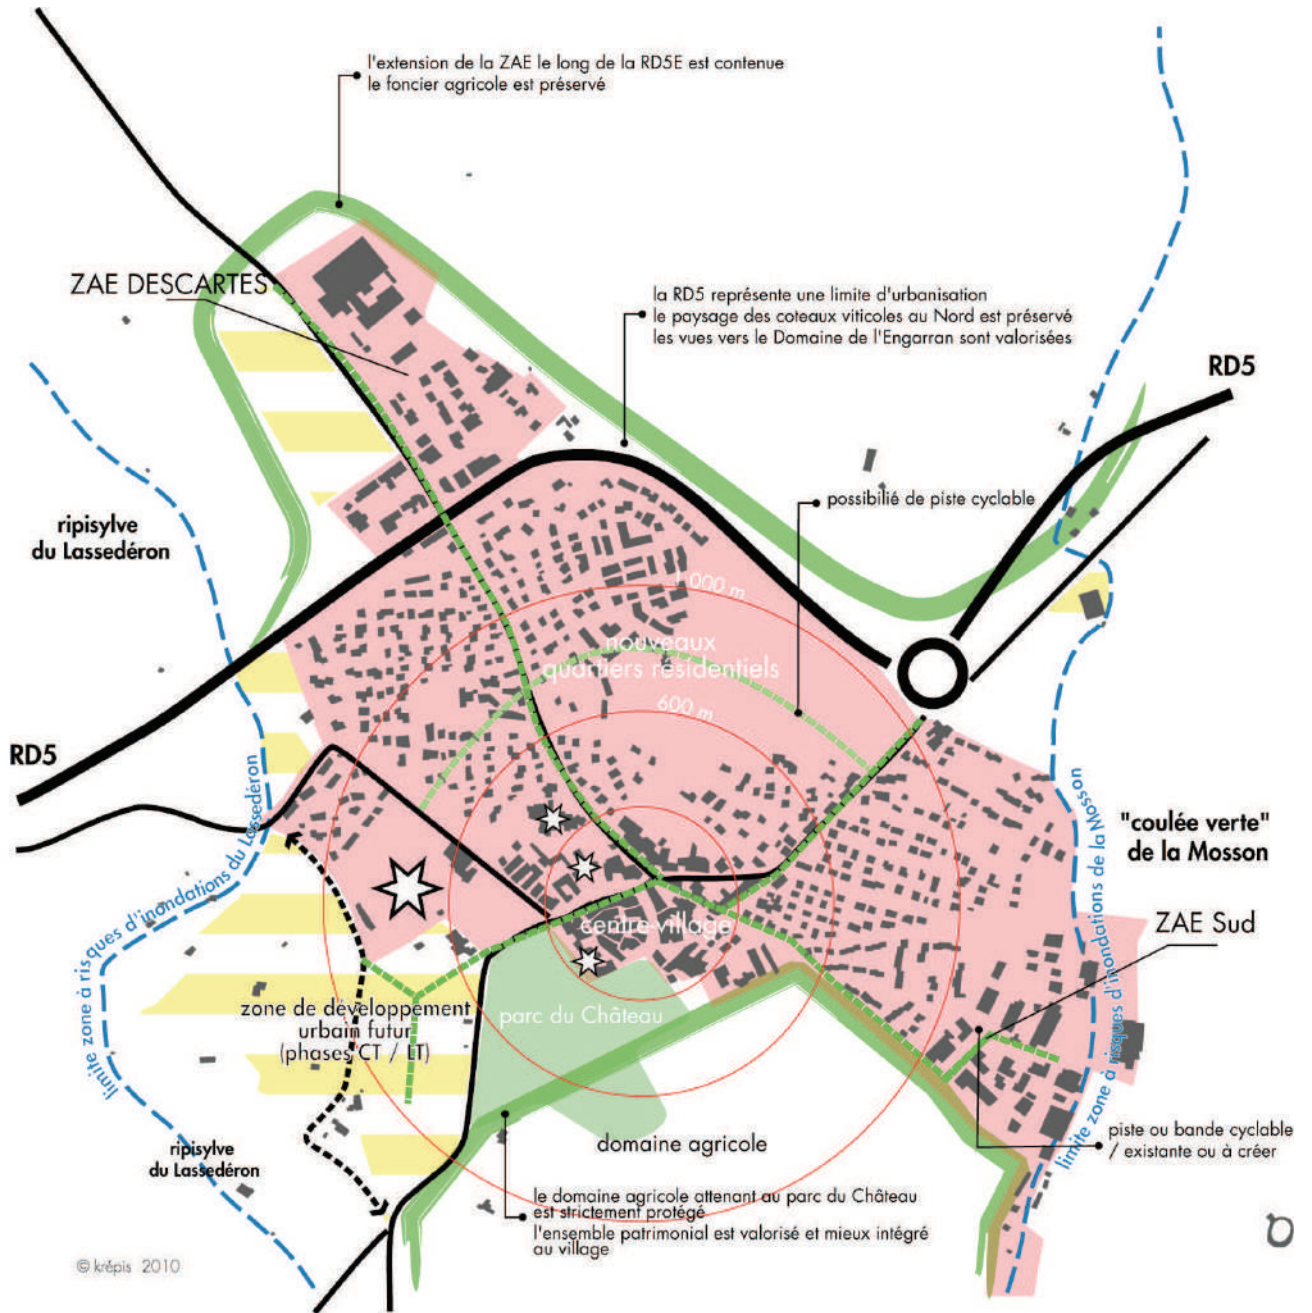 l'extension de la ZAE le long de la RD5E est contenue
le foncier agricole est préservé
ZAE DESCARTES
la RD5 représente une limite d'urbanisation
le paysage des coteaux viticoles au Nord est préservé
les vues vers le Domaine de l'Engarran sont valorisées
RD5
possibilié de piste cyclable
ripisylve
du Lassedéron
1 000 m
nouveaux
quartiers résidentiels
600 m
RD5
limite zone à risques d'inondations du Lassedéron
limite zone à risques d'inondations de la Mosson
"coulée verte"
de la Mosson
ZAE Sud
centre-village
zone de développement
urbain futur
(phases CT / LT)
parc du Château
domaine agricole
piste ou bande cyclable
/ existante ou à créer
ripisylve
du Lassedéron
le domaine agricole attenant au parc du Château
est strictement protégé
l'ensemble patrimonial est valorisé et mieux intégré
au village
© krépis 2010